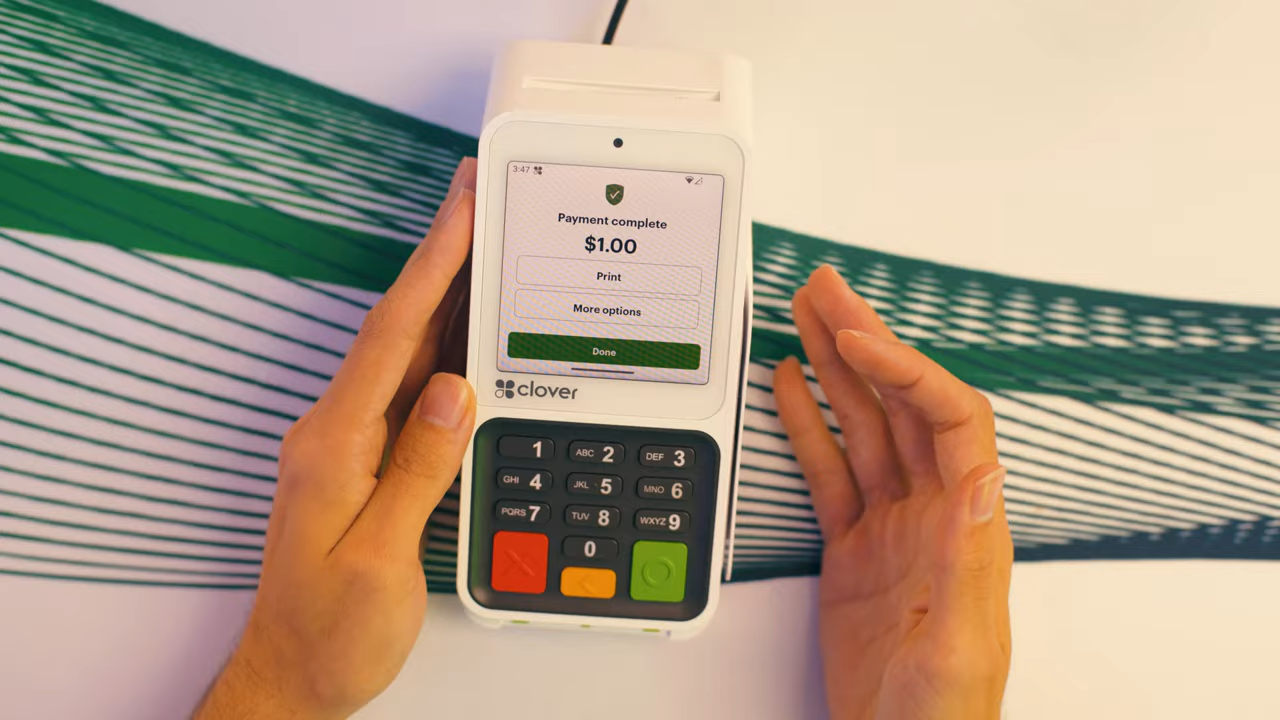 3:47
Payment complete
$1.00
Print
More options
Done
clover
1
ABC 2
DEF 3
GHI 4
JKL 5
MNO 6
PQRS 7
TUV 8
WXYZ 9
0